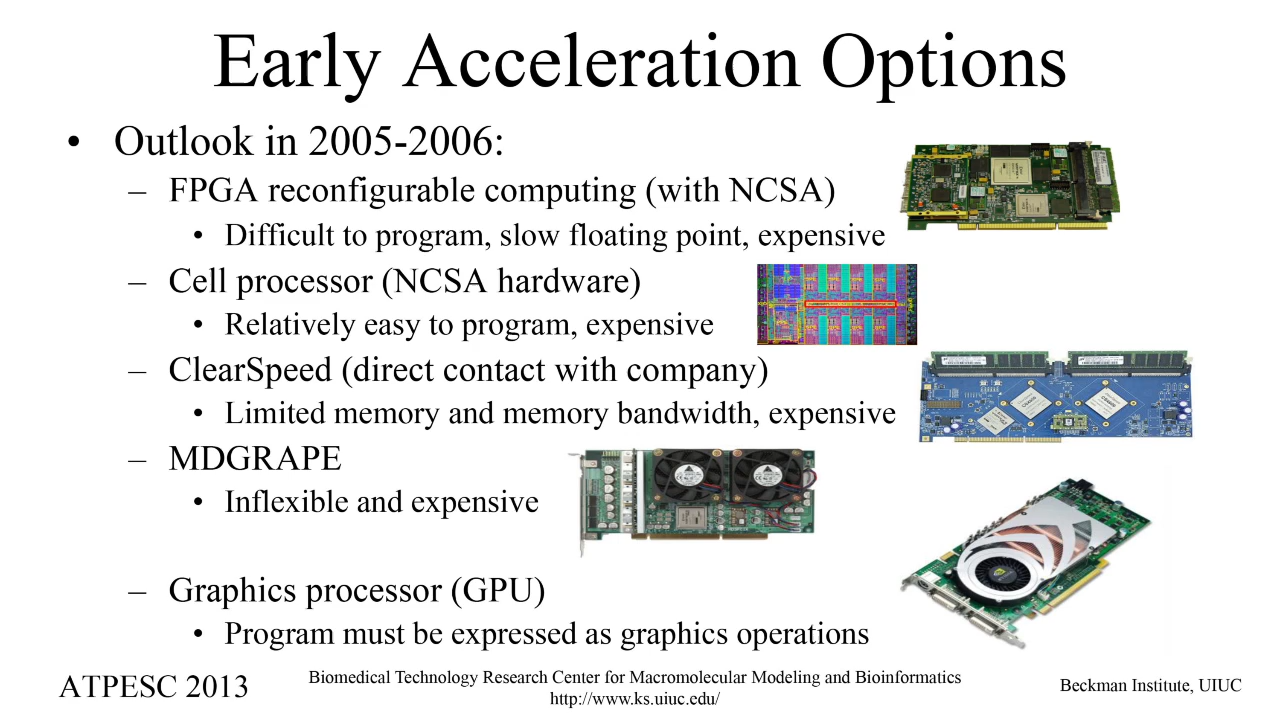 Early Acceleration Options
• Outlook in 2005-2006:
– FPGA reconfigurable computing (with NCSA)
• Difficult to program, slow floating point, expensive
– Cell processor (NCSA hardware)
• Relatively easy to program, expensive
– ClearSpeed (direct contact with company)
• Limited memory and memory bandwidth, expensive
– MDGRAPE
• Inflexible and expensive
– Graphics processor (GPU)
• Program must be expressed as graphics operations
ATPESC 2013
Biomedical Technology Research Center for Macromolecular Modeling and Bioinformatics
http://www.ks.uiuc.edu/
Beckman Institute, UIUC